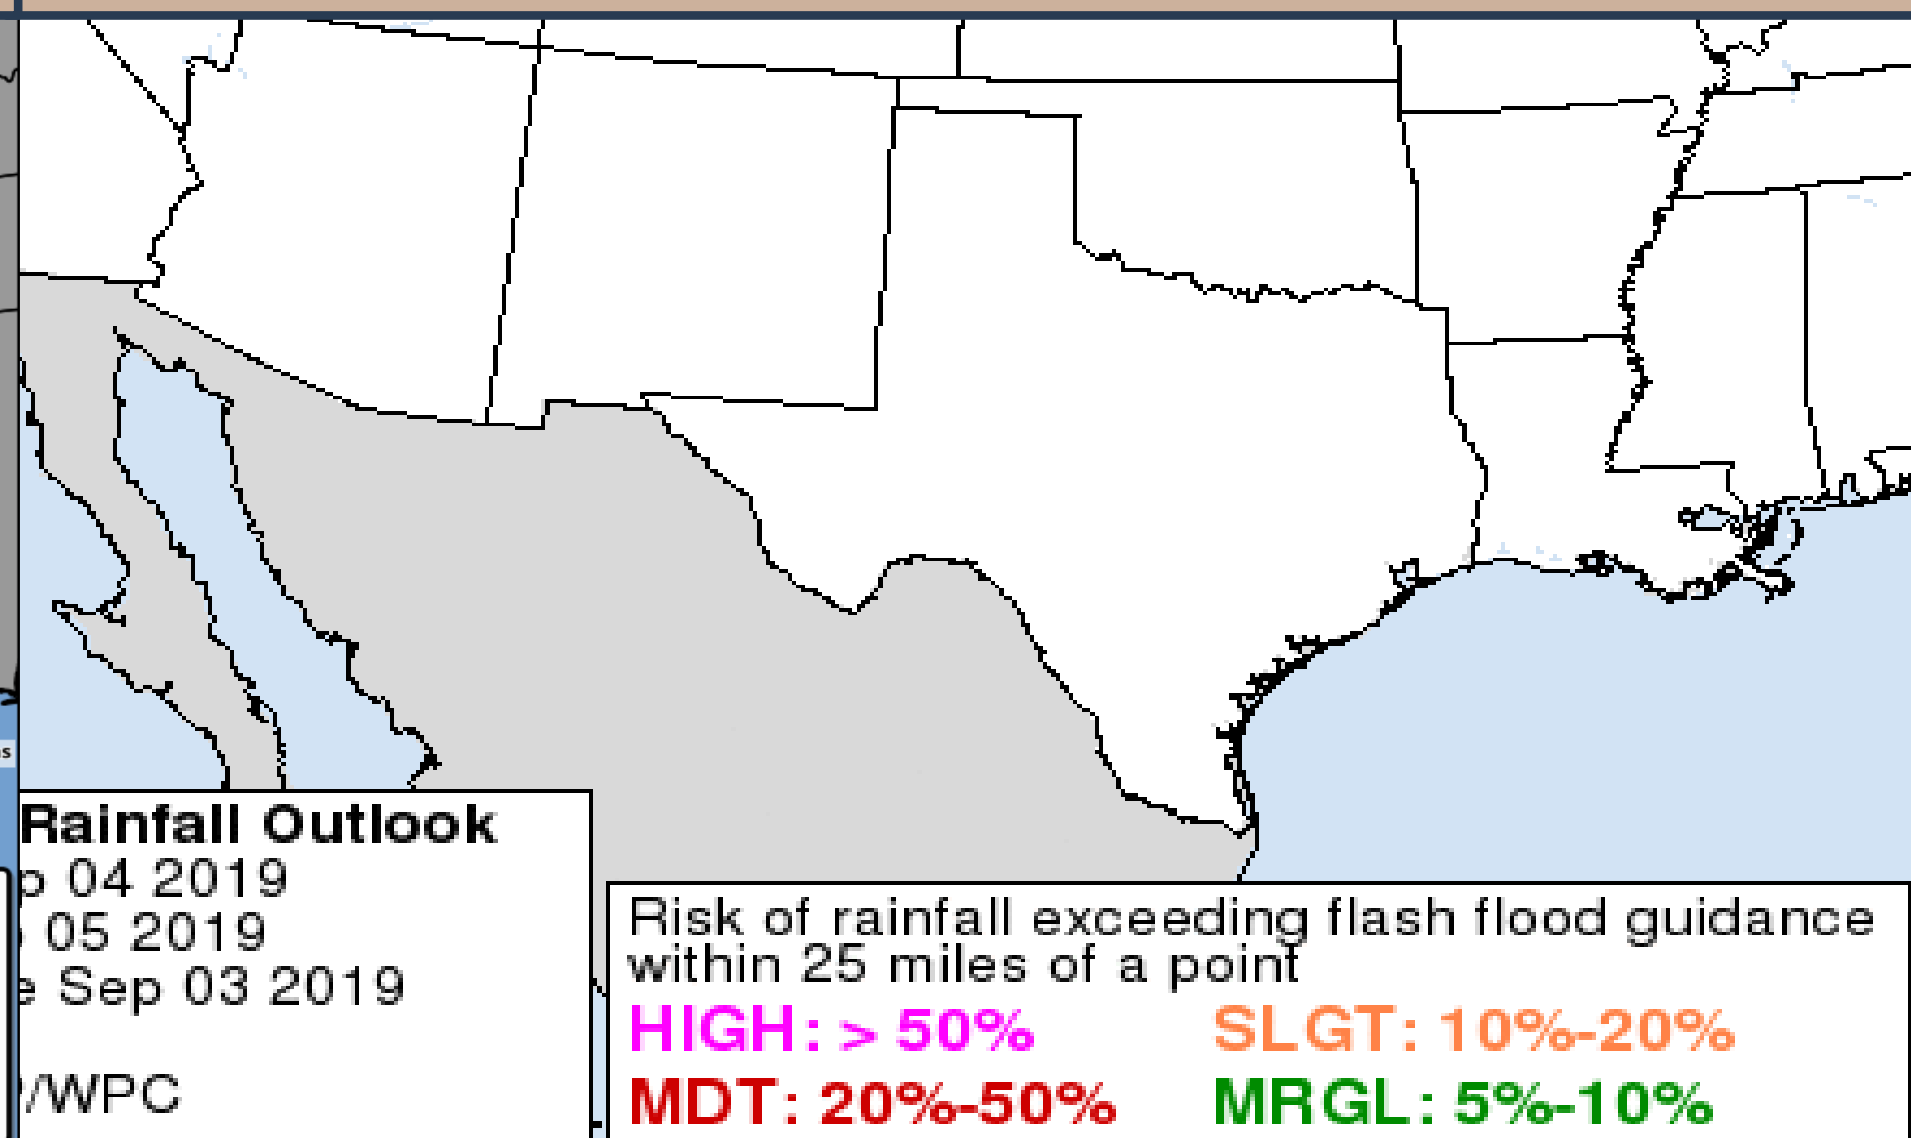 Rainfall Outlook
04 2019
05 2019
Sep 03 2019
/WPC
Risk of rainfall exceeding flash flood guidance
within 25 miles of a point
HIGH: > 50% SLGT: 10%-20%
MDT: 20%-50% MRGL: 5%-10%